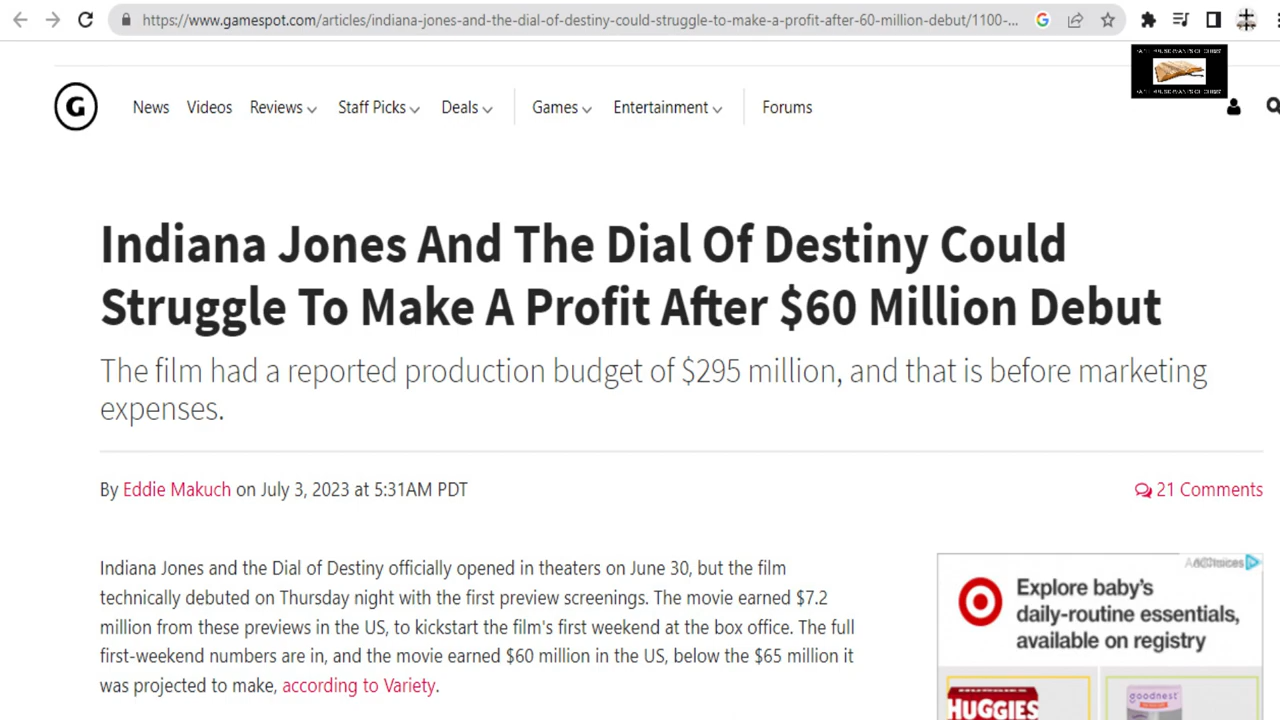 https://www.gamespot.com/articles/indiana-jones-and-the-dial-of-destiny-could-struggle-to-make-a-profit-after-60-million-debut/1100-...
G News Videos Reviews Staff Picks Deals Games Entertainment Forums
Indiana Jones And The Dial Of Destiny Could
Struggle To Make A Profit After $60 Million Debut
The film had a reported production budget of $295 million, and that is before marketing
expenses.
By Eddie Makuch on July 3, 2023 at 5:31AM PDT
21 Comments
Indiana Jones and the Dial of Destiny officially opened in theaters on June 30, but the film
technically debuted on Thursday night with the first preview screenings. The movie earned $7.2
million from these previews in the US, to kickstart the film's first weekend at the box office. The full
first-weekend numbers are in, and the movie earned $60 million in the US, below the $65 million it
was projected to make, according to Variety.
Explore baby's
daily-routine essentials,
available on registry
HUGGIES
goodnest